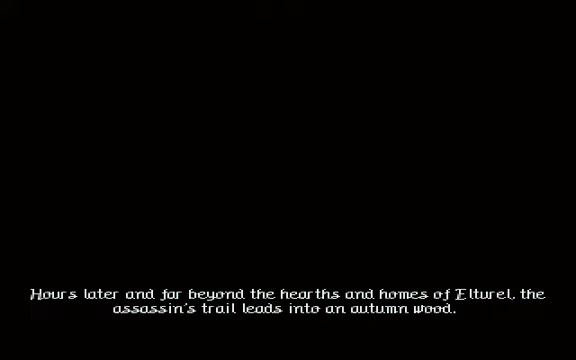 Hours later and far beyond the hearths and homes of Elturel, the
assassin's trail leads into an autumn wood.